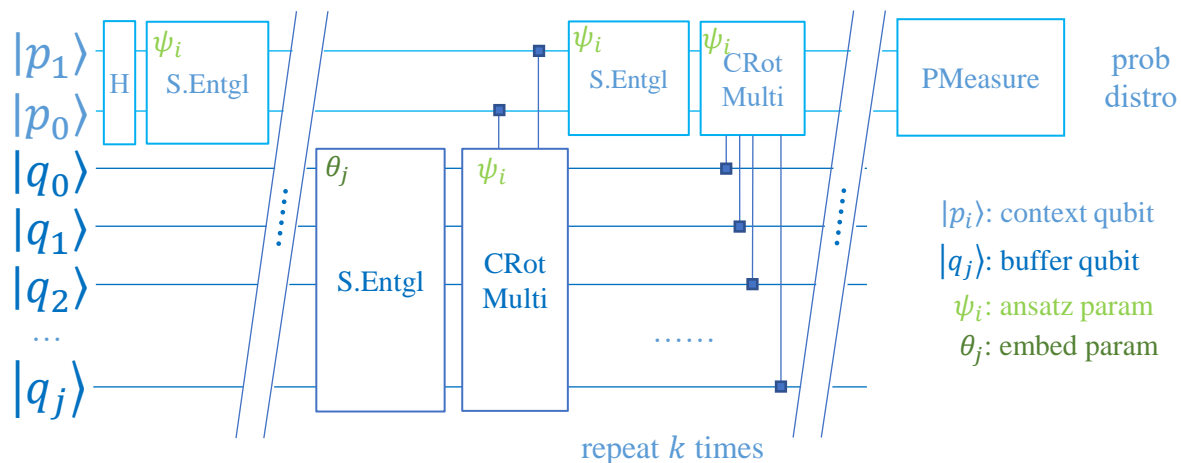 |p₁⟩
|p₀⟩
|q₀⟩
|q₁⟩
|q₂⟩
...
|qⱼ⟩
H
ψᵢ
S.Entgl
θⱼ
S.Entgl
ψᵢ
CRot
Multi
ψᵢ
S.Entgl
ψᵢ
CRot
Multi
......
PMeasure
prob
distro
|pᵢ⟩: context qubit
|qⱼ⟩: buffer qubit
ψᵢ: ansatz param
θⱼ: embed param
repeat k times